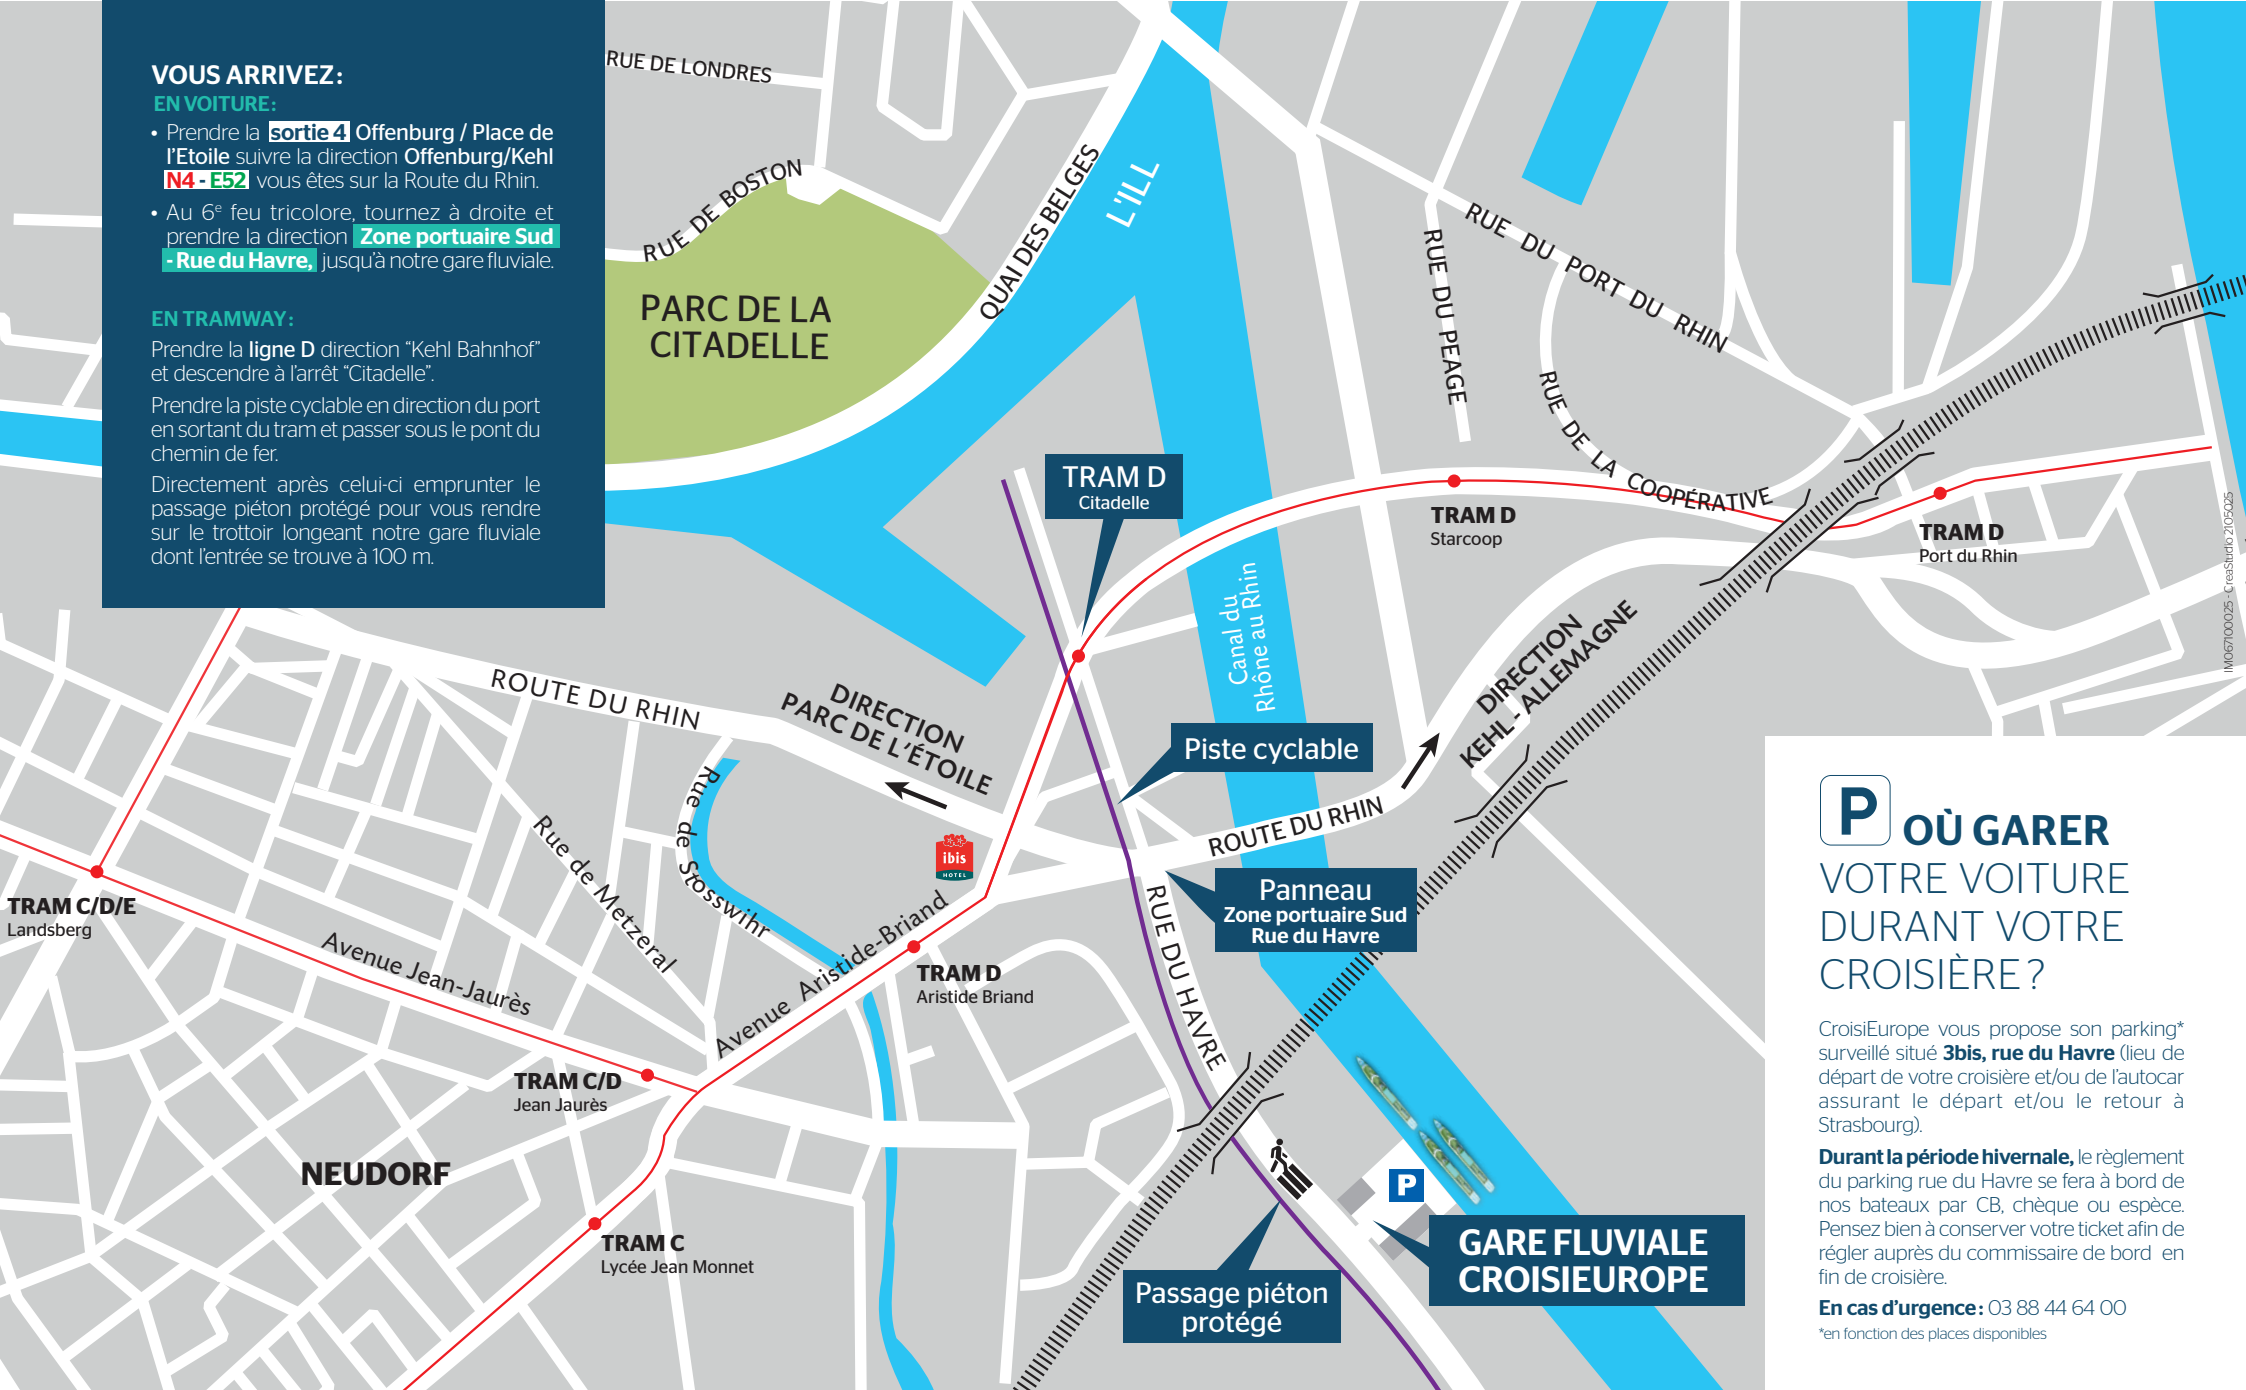 VOUS ARRIVEZ :
EN VOITURE :
• Prendre la sortie 4 Offenburg / Place de
l'Etoile suivre la direction Offenburg/Kehl
N4 - E52 vous êtes sur la Route du Rhin.
• Au 6e feu tricolore, tournez à droite et
prendre la direction Zone portuaire Sud
- Rue du Havre, jusqu'à notre gare fluviale.
EN TRAMWAY :
Prendre la ligne D direction “Kehl Bahnhof”
et descendre à l'arrêt “Citadelle”.
Prendre la piste cyclable en direction du port
en sortant du tram et passer sous le pont du
chemin de fer.
Directement après celui-ci emprunter le
passage piéton protégé pour vous rendre
sur le trottoir longeant notre gare fluviale
dont l'entrée se trouve à 100 m.
RUE DE LONDRES
RUE DE BOSTON
PARC DE LA
CITADELLE
QUAI DES BELGES
L'ILL
RUE DU PORT DU RHIN
RUE DU PEAGE
RUE DE LA COOPÉRATIVE
TRAM D
Citadelle
TRAM D
Starcoop
TRAM D
Port du Rhin
IM067100025 - CreaStudio 2105025
Canal du
Rhône au Rhin
DIRECTION
KEHL - ALLEMAGNE
ROUTE DU RHIN
DIRECTION
PARC DE L'ÉTOILE
Piste cyclable
ROUTE DU RHIN
Rue de Stosswihr
Rue de Metzeral
ibis
HOTEL
Panneau
Zone portuaire Sud
Rue du Havre
RUE DU HAVRE
TRAM C/D/E
Landsberg
Avenue Jean-Jaurès
Avenue Aristide-Briand
TRAM D
Aristide Briand
TRAM C/D
Jean Jaurès
NEUDORF
TRAM C
Lycée Jean Monnet
P
GARE FLUVIALE
CROISIEUROPE
Passage piéton
protégé
P OÙ GARER
VOTRE VOITURE
DURANT VOTRE
CROISIÈRE ?
CroisiEurope vous propose son parking*
surveillé situé 3bis, rue du Havre (lieu de
départ de votre croisière et/ou de l'autocar
assurant le départ et/ou le retour à
Strasbourg).
Durant la période hivernale, le règlement
du parking rue du Havre se fera à bord de
nos bateaux par CB, chèque ou espèce.
Pensez bien à conserver votre ticket afin de
régler auprès du commissaire de bord en
fin de croisière.
En cas d'urgence : 03 88 44 64 00
*en fonction des places disponibles